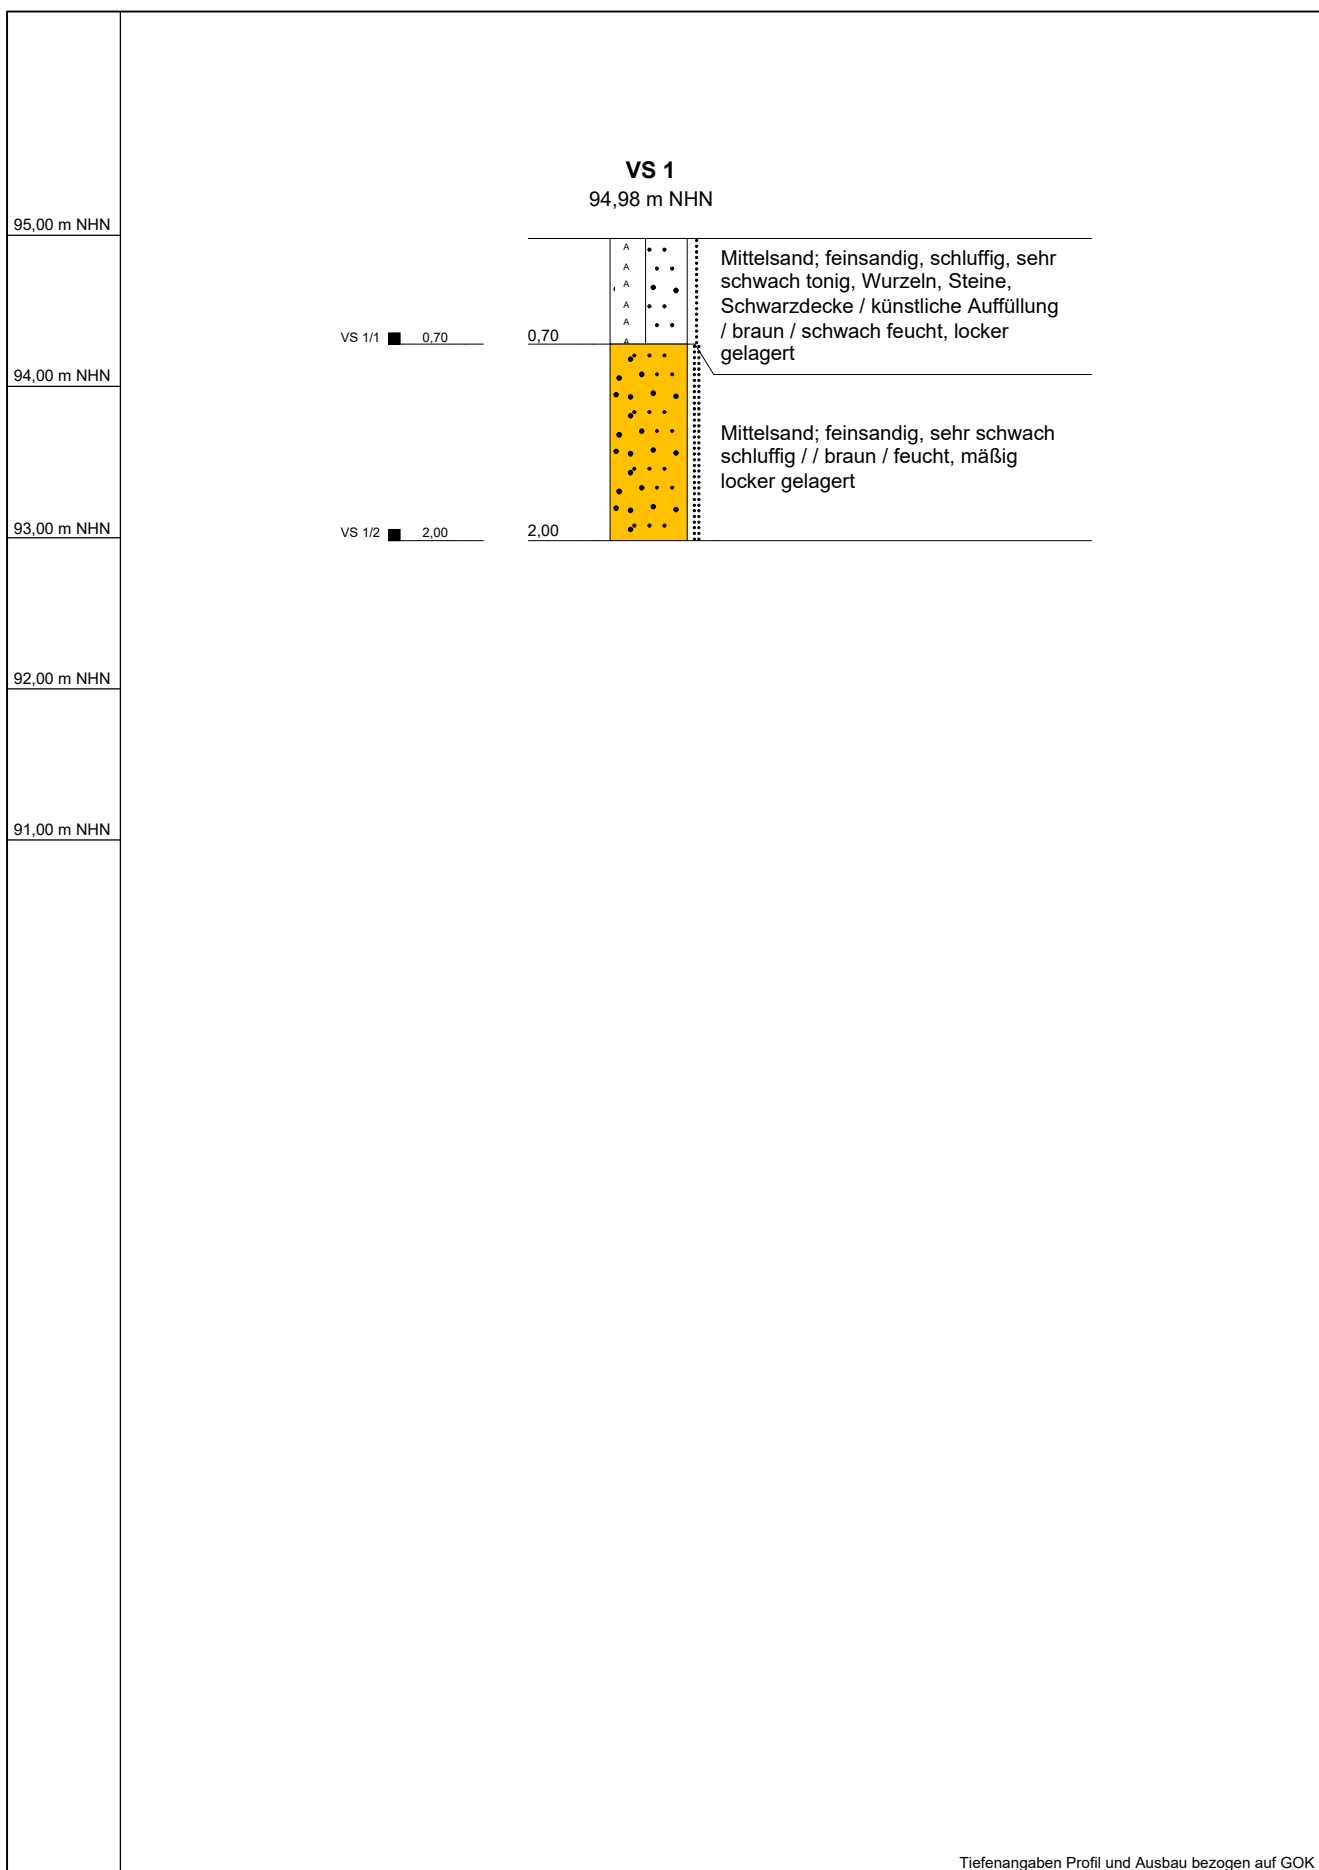 VS 1
94,98 m NHN
95,00 m NHN
A
A
A
A
A
A
Mittelsand; feinsandig, schluffig, sehr
schwach tonig, Wurzeln, Steine,
Schwarzdecke / künstliche Auffüllung
/ braun / schwach feucht, locker
gelagert
VS 1/1 0,70 0,70
94,00 m NHN
Mittelsand; feinsandig, sehr schwach
schluffig / / braun / feucht, mäßig
locker gelagert
93,00 m NHN
VS 1/2 2,00 2,00
92,00 m NHN
91,00 m NHN
Tiefenangaben Profil und Ausbau bezogen auf GOK